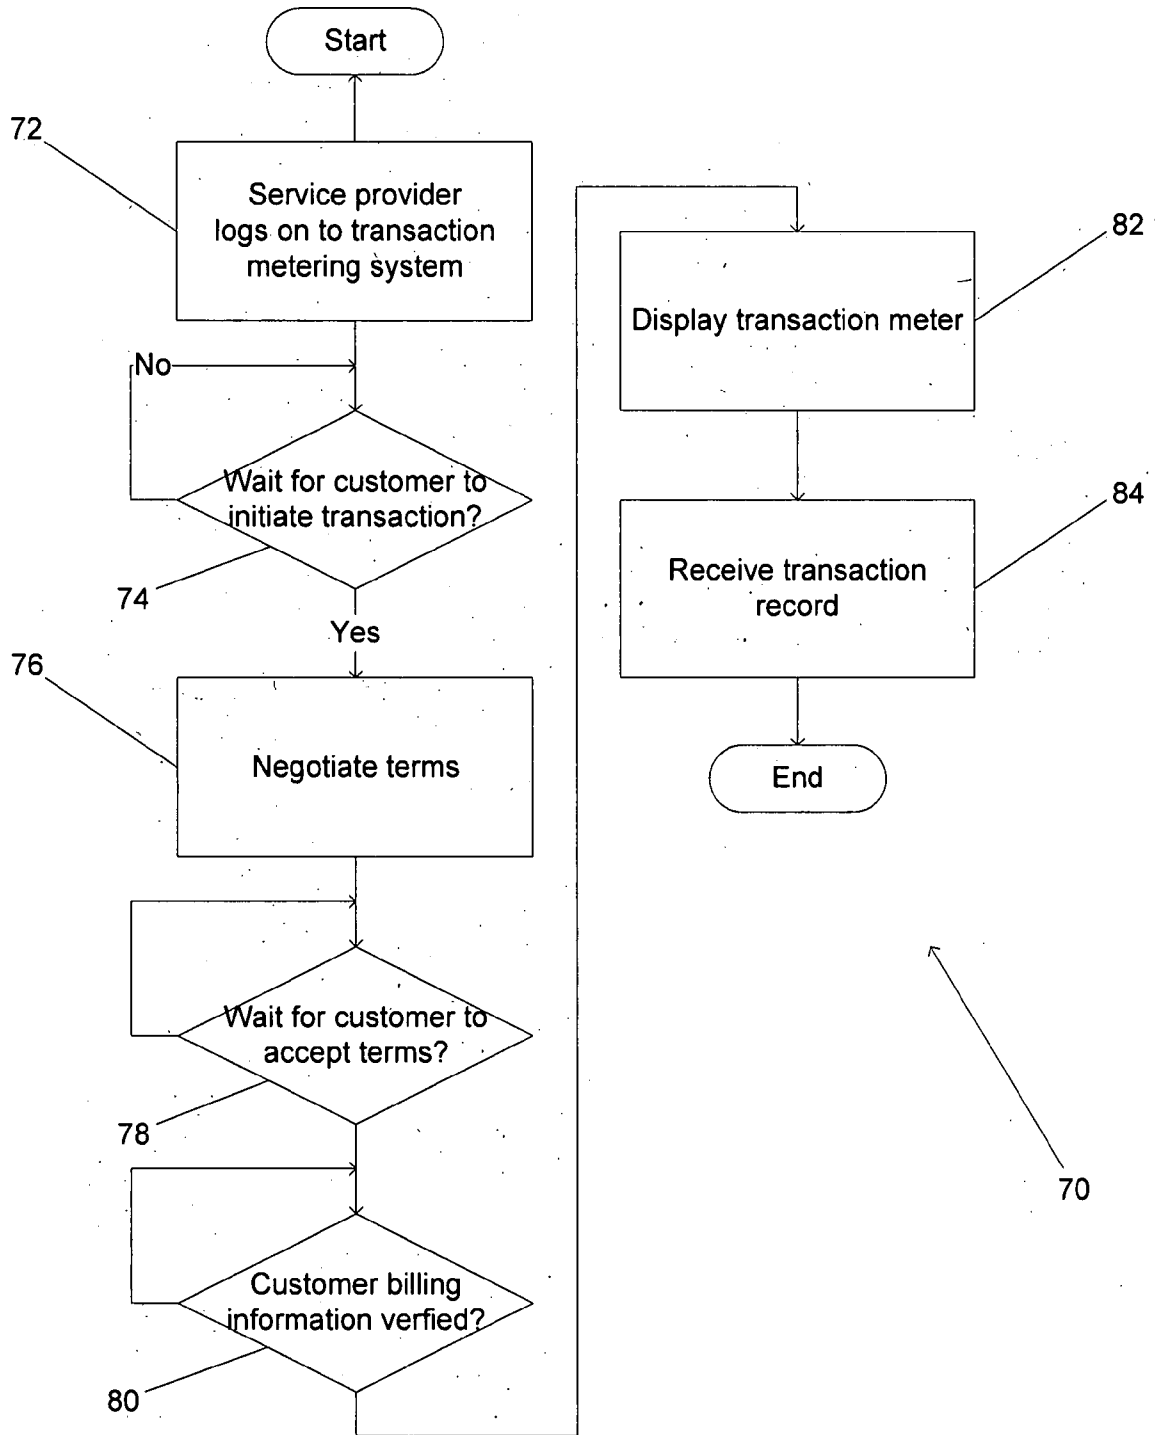 Start
72
Service provider
logs on to transaction
metering system
No
Wait for customer to
initiate transaction?
74
Yes
76
Negotiate terms
Wait for customer to
accept terms?
78
Customer billing
information verfied?
80
82
Display transaction meter
84
Receive transaction
record
End
70